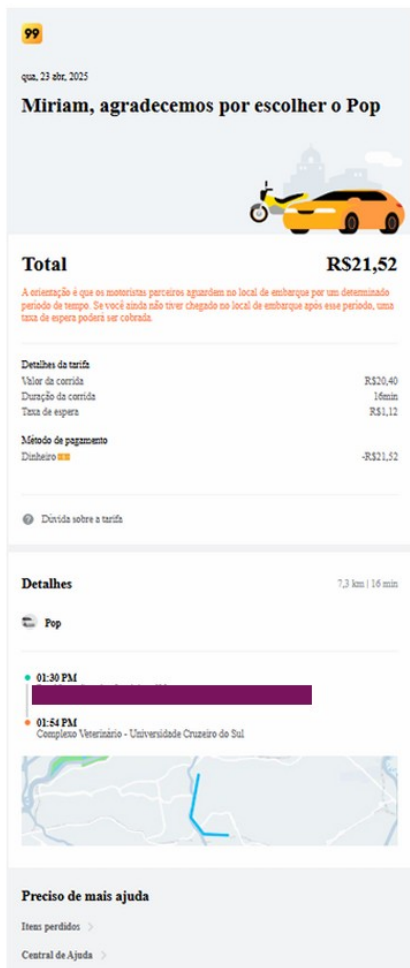 99
qua, 23 abr, 2025
Miriam, agradecemos por escolher o Pop
Total R$21,52
A orientação é que os motoristas parceiros aguardem no local de embarque por um determinado
período de tempo. Se você ainda não tiver chegado no local de embarque após esse período, uma
taxa de espera poderá ser cobrada.
Detalhes da tarifa
Valor da corrida R$20,40
Duração da corrida 16min
Taxa de espera R$1,12
Método de pagamento
Dinheiro -R$21,52
Dúvida sobre a tarifa
Detalhes 7,3 km | 16 min
Pop
01:30 PM
01:54 PM
Complexo Veterinário - Universidade Cruzeiro do Sul
Preciso de mais ajuda
Itens perdidos
Central de Ajuda